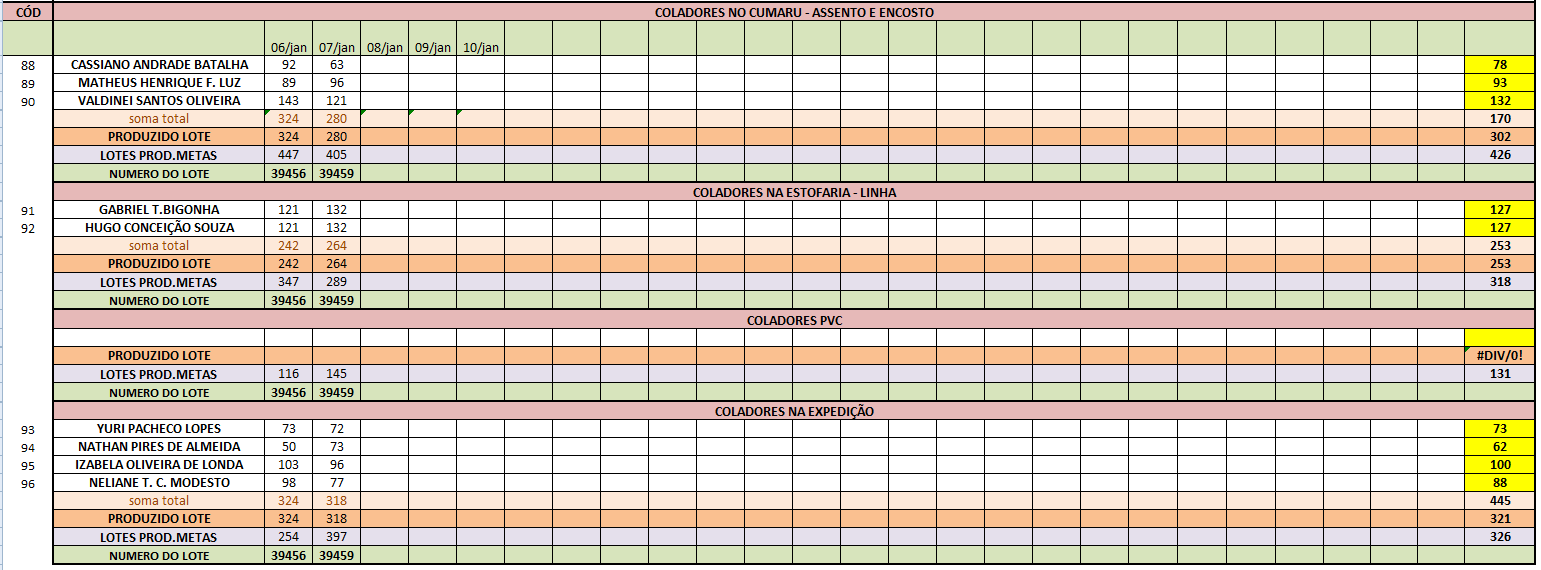 CÓD COLADORES NO CUMARU - ASSENTO E ENCOSTO
06/jan 07/jan 08/jan 09/jan 10/jan
88 CASSIANO ANDRADE BATALHA 92 63 78
89 MATHEUS HENRIQUE F. LUZ 89 96 93
90 VALDINEI SANTOS OLIVEIRA 143 121 132
soma total 324 280 170
PRODUZIDO LOTE 324 280 302
LOTES PROD.METAS 447 405 426
NUMERO DO LOTE 39456 39459
COLADORES NA ESTOFARIA - LINHA
91 GABRIEL T.BIGONHA 121 132 127
92 HUGO CONCEIÇÃO SOUZA 121 132 127
soma total 242 264 253
PRODUZIDO LOTE 242 264 253
LOTES PROD.METAS 347 289 318
NUMERO DO LOTE 39456 39459
COLADORES PVC
PRODUZIDO LOTE #DIV/0!
LOTES PROD.METAS 116 145 131
NUMERO DO LOTE 39456 39459
COLADORES NA EXPEDIÇÃO
93 YURI PACHECO LOPES 73 72 73
94 NATHAN PIRES DE ALMEIDA 50 73 62
95 IZABELA OLIVEIRA DE LONDA 103 96 100
96 NELIANE T. C. MODESTO 98 77 88
soma total 324 318 445
PRODUZIDO LOTE 324 318 321
LOTES PROD.METAS 254 397 326
NUMERO DO LOTE 39456 39459